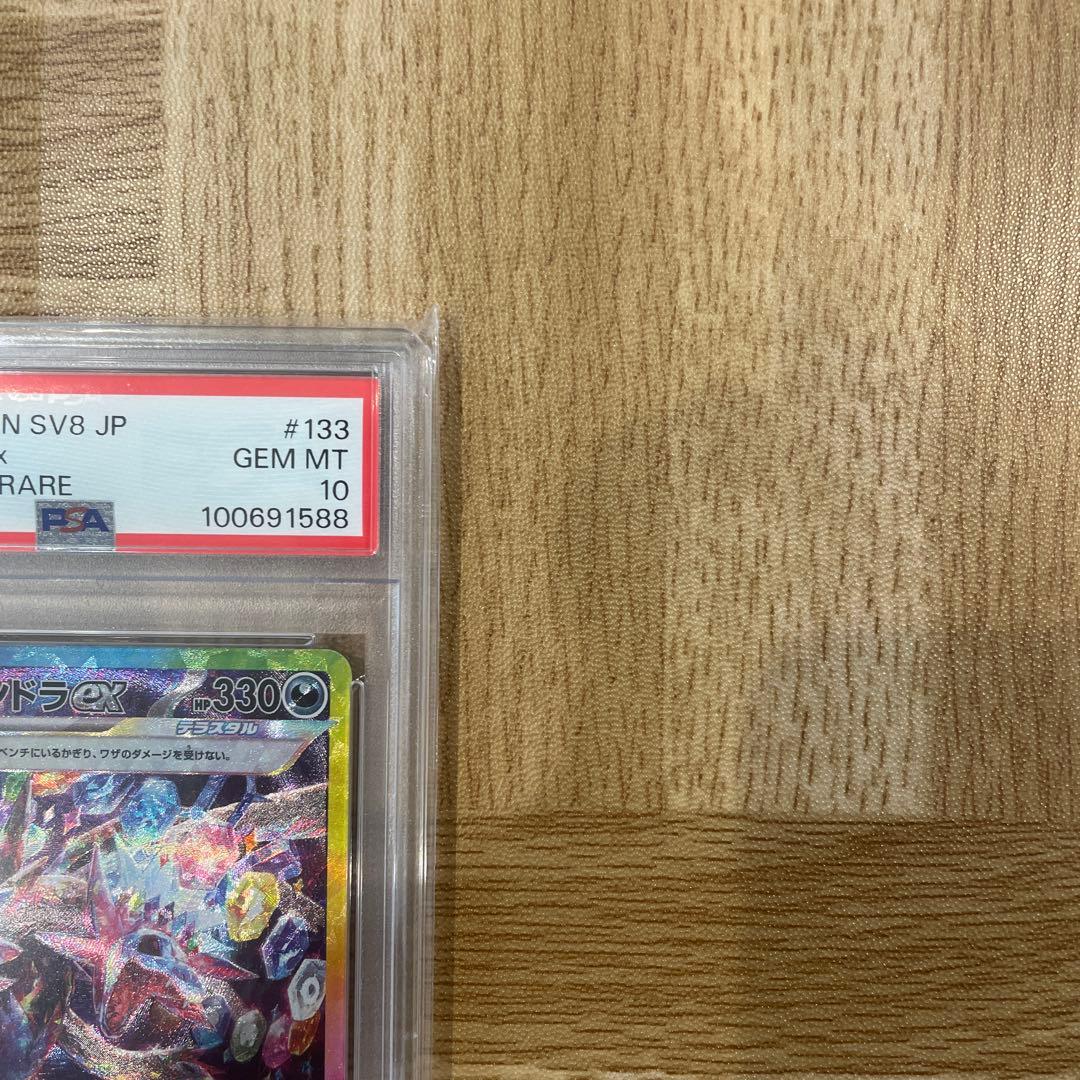 N SV8 JP #133
x GEM MT
RARE 10
PSA 100691588
ンドラex HP330
テラスタル
ベンチにいるかぎり、ワザのダメージを受けない。